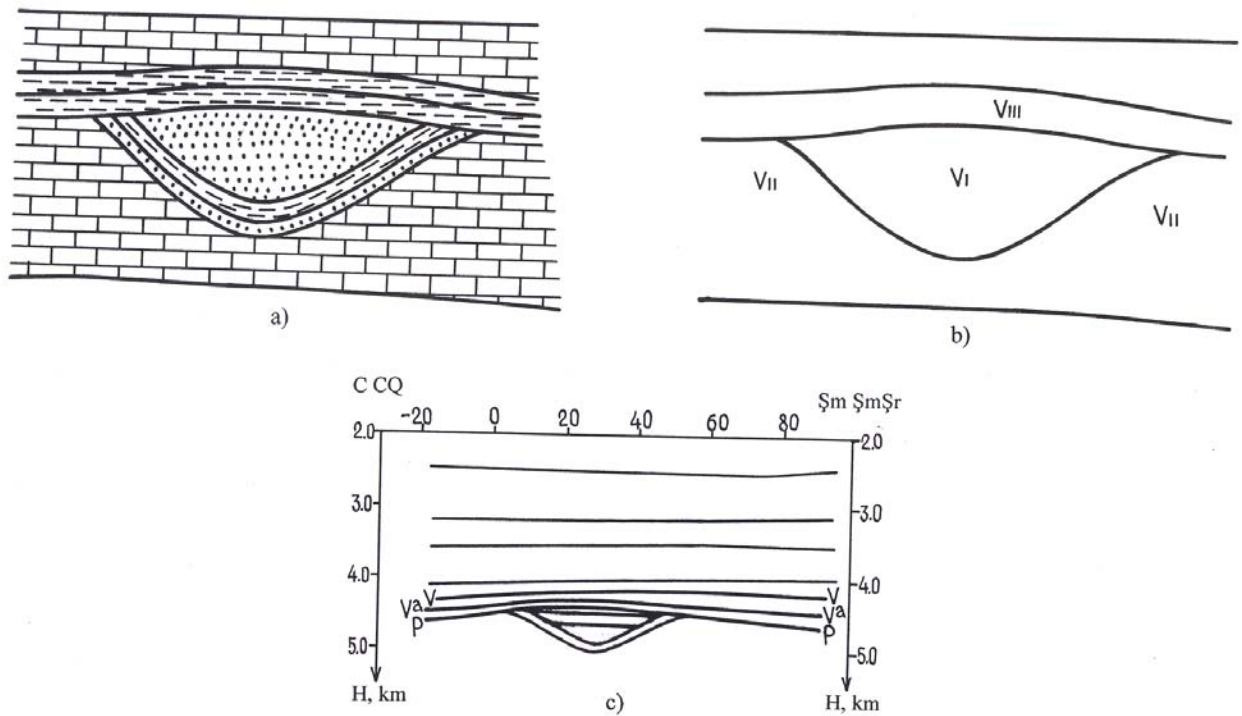 a)
VIII
VII
VI
VII
b)
C CQ
Şm ŞmŞr
-20 0 20 40 60 80
2.0
2.0
3.0
3.0
4.0
4.0
V
V
Va
Va
P
P
5.0
5.0
H, km
H, km
c)